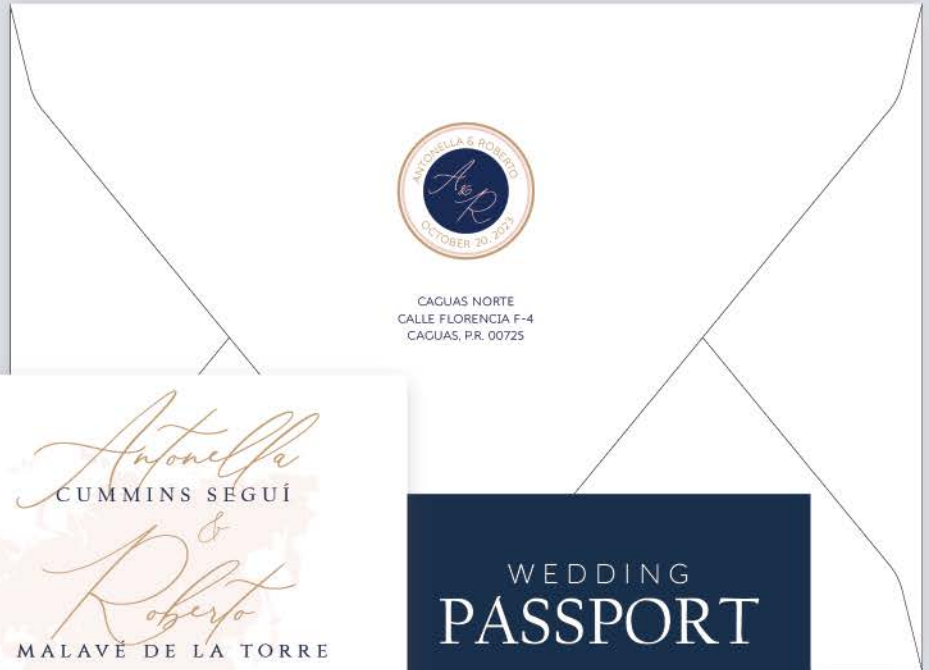 ANTONELLA & ROBERTO
A
&
R
OCTOBER 20, 2023
CAGUAS NORTE
CALLE FLORENCIA F-4
CAGUAS, P.R. 00725
Antonella
CUMMINS SEGUÍ
&
Roberto
MALAVÉ DE LA TORRE
WEDDING
PASSPORT